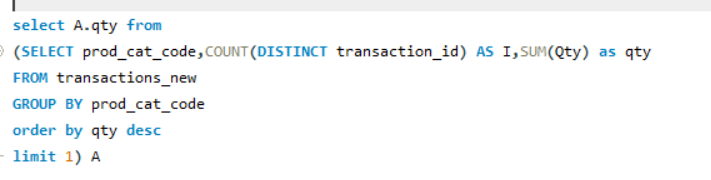 select A.qty from
(SELECT prod_cat_code,COUNT(DISTINCT transaction_id) AS I,SUM(Qty) as qty
FROM transactions_new
GROUP BY prod_cat_code
order by qty desc
limit 1) A